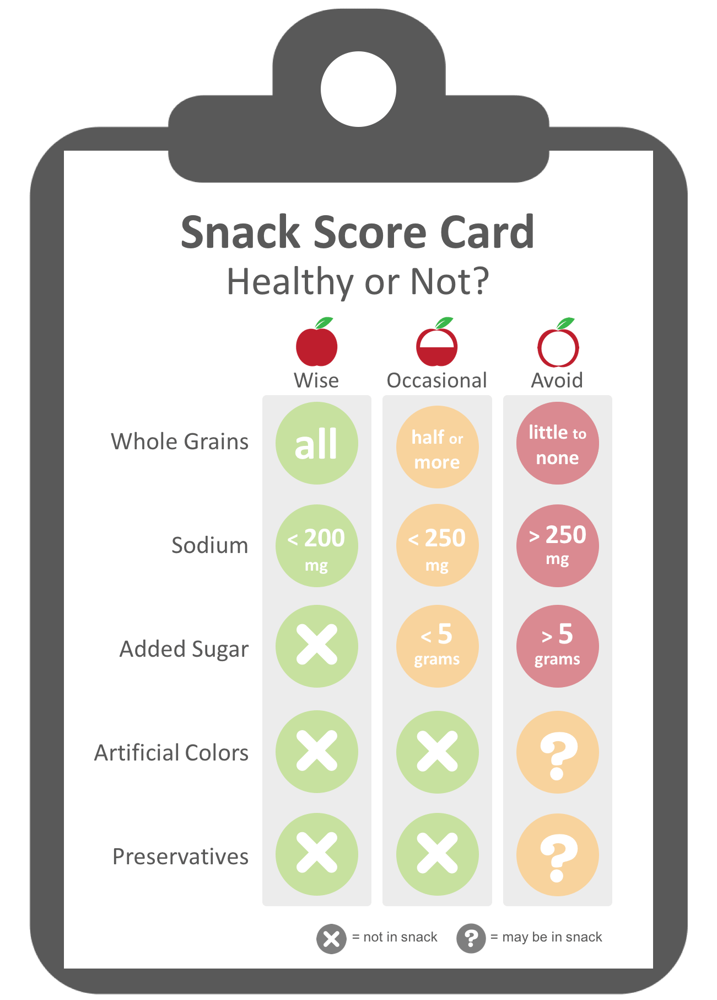 Snack Score Card
Healthy or Not?
Wise Occasional Avoid
Whole Grains all half or more little to none
Sodium < 200 mg < 250 mg > 250 mg
Added Sugar < 5 grams > 5 grams
Artificial Colors ?
Preservatives ?
= not in snack ? = may be in snack